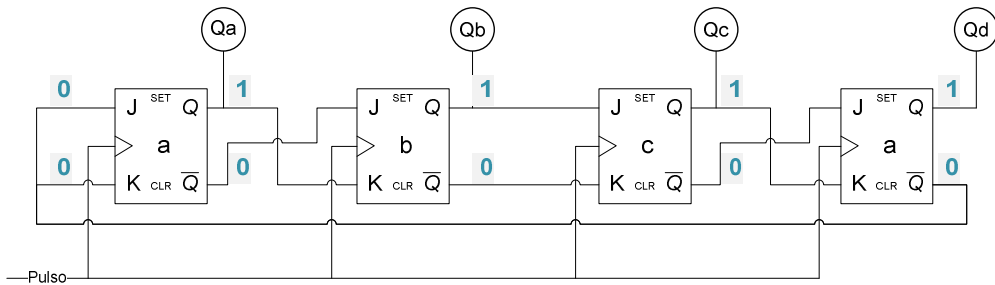 Qa Qb Qc Qd
0 1 1 1 1
J SET Q J SET Q J SET Q J SET Q
a b c a
0 0 0 0 0
K CLR Q̅ K CLR Q̅ K CLR Q̅ K CLR Q̅
Pulso